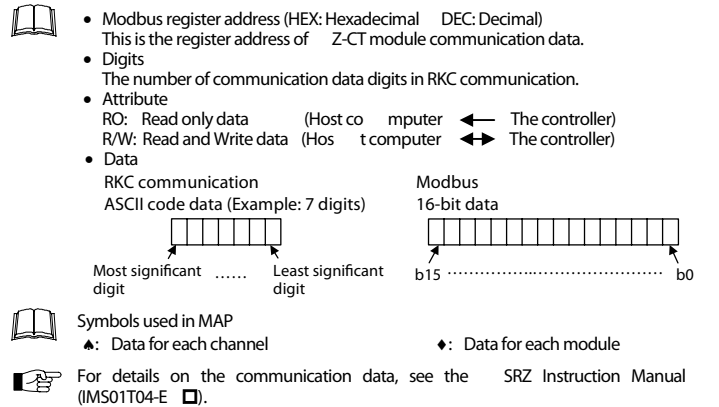 • Modbus register address (HEX: Hexadecimal DEC: Decimal)
This is the register address of Z-CT module communication data.
• Digits
The number of communication data digits in RKC communication.
• Attribute
RO: Read only data (Host co mputer ← The controller)
R/W: Read and Write data (Hos t computer ↔ The controller)
• Data
RKC communication Modbus
ASCII code data (Example: 7 digits) 16-bit data
Most significant digit …… Least significant digit b15 ………………………………… b0
Symbols used in MAP
♠: Data for each channel ♦: Data for each module
For details on the communication data, see the SRZ Instruction Manual
(IMS01T04-E □).